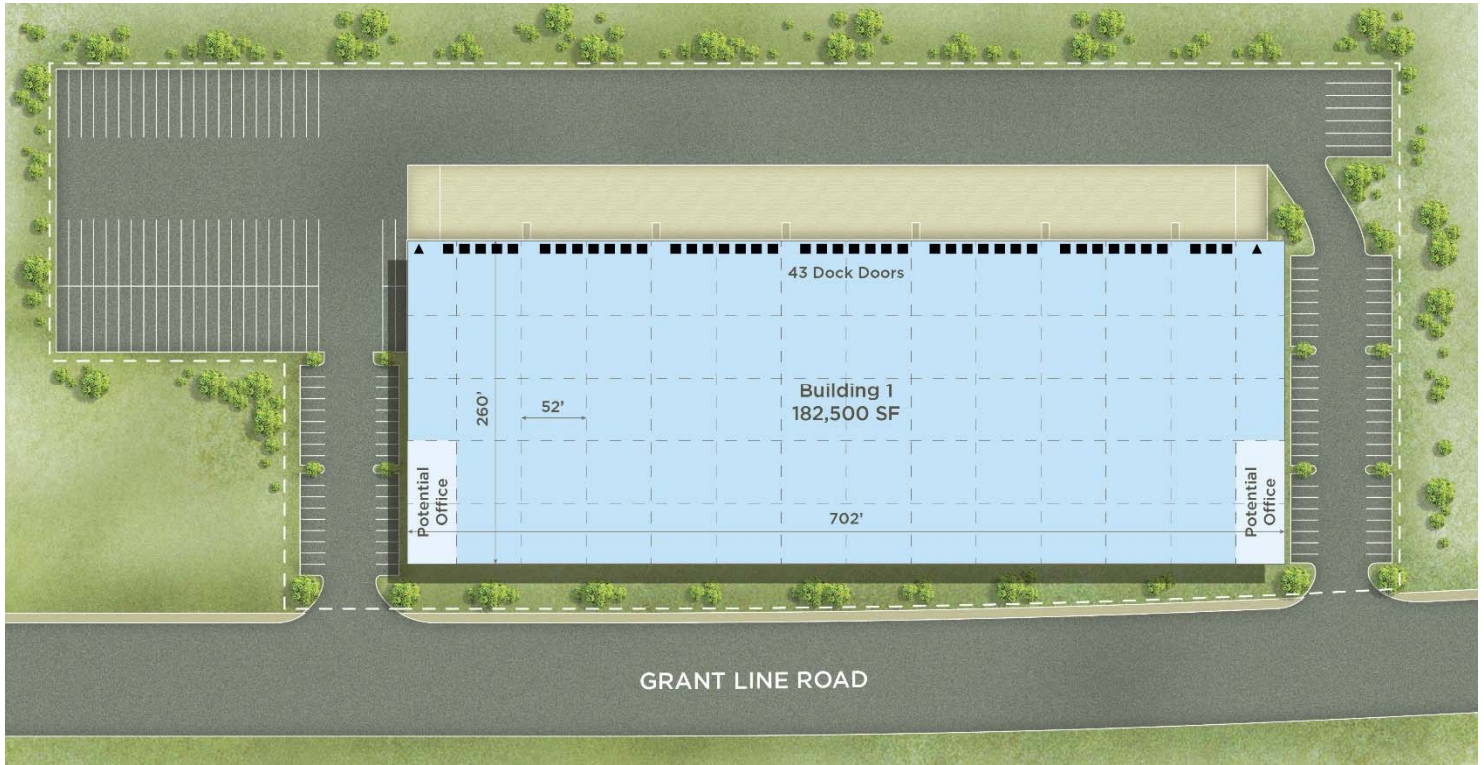 43 Dock Doors
Building 1
182,500 SF
260’
52’
Potential
Office
Potential
Office
702’
GRANT LINE ROAD